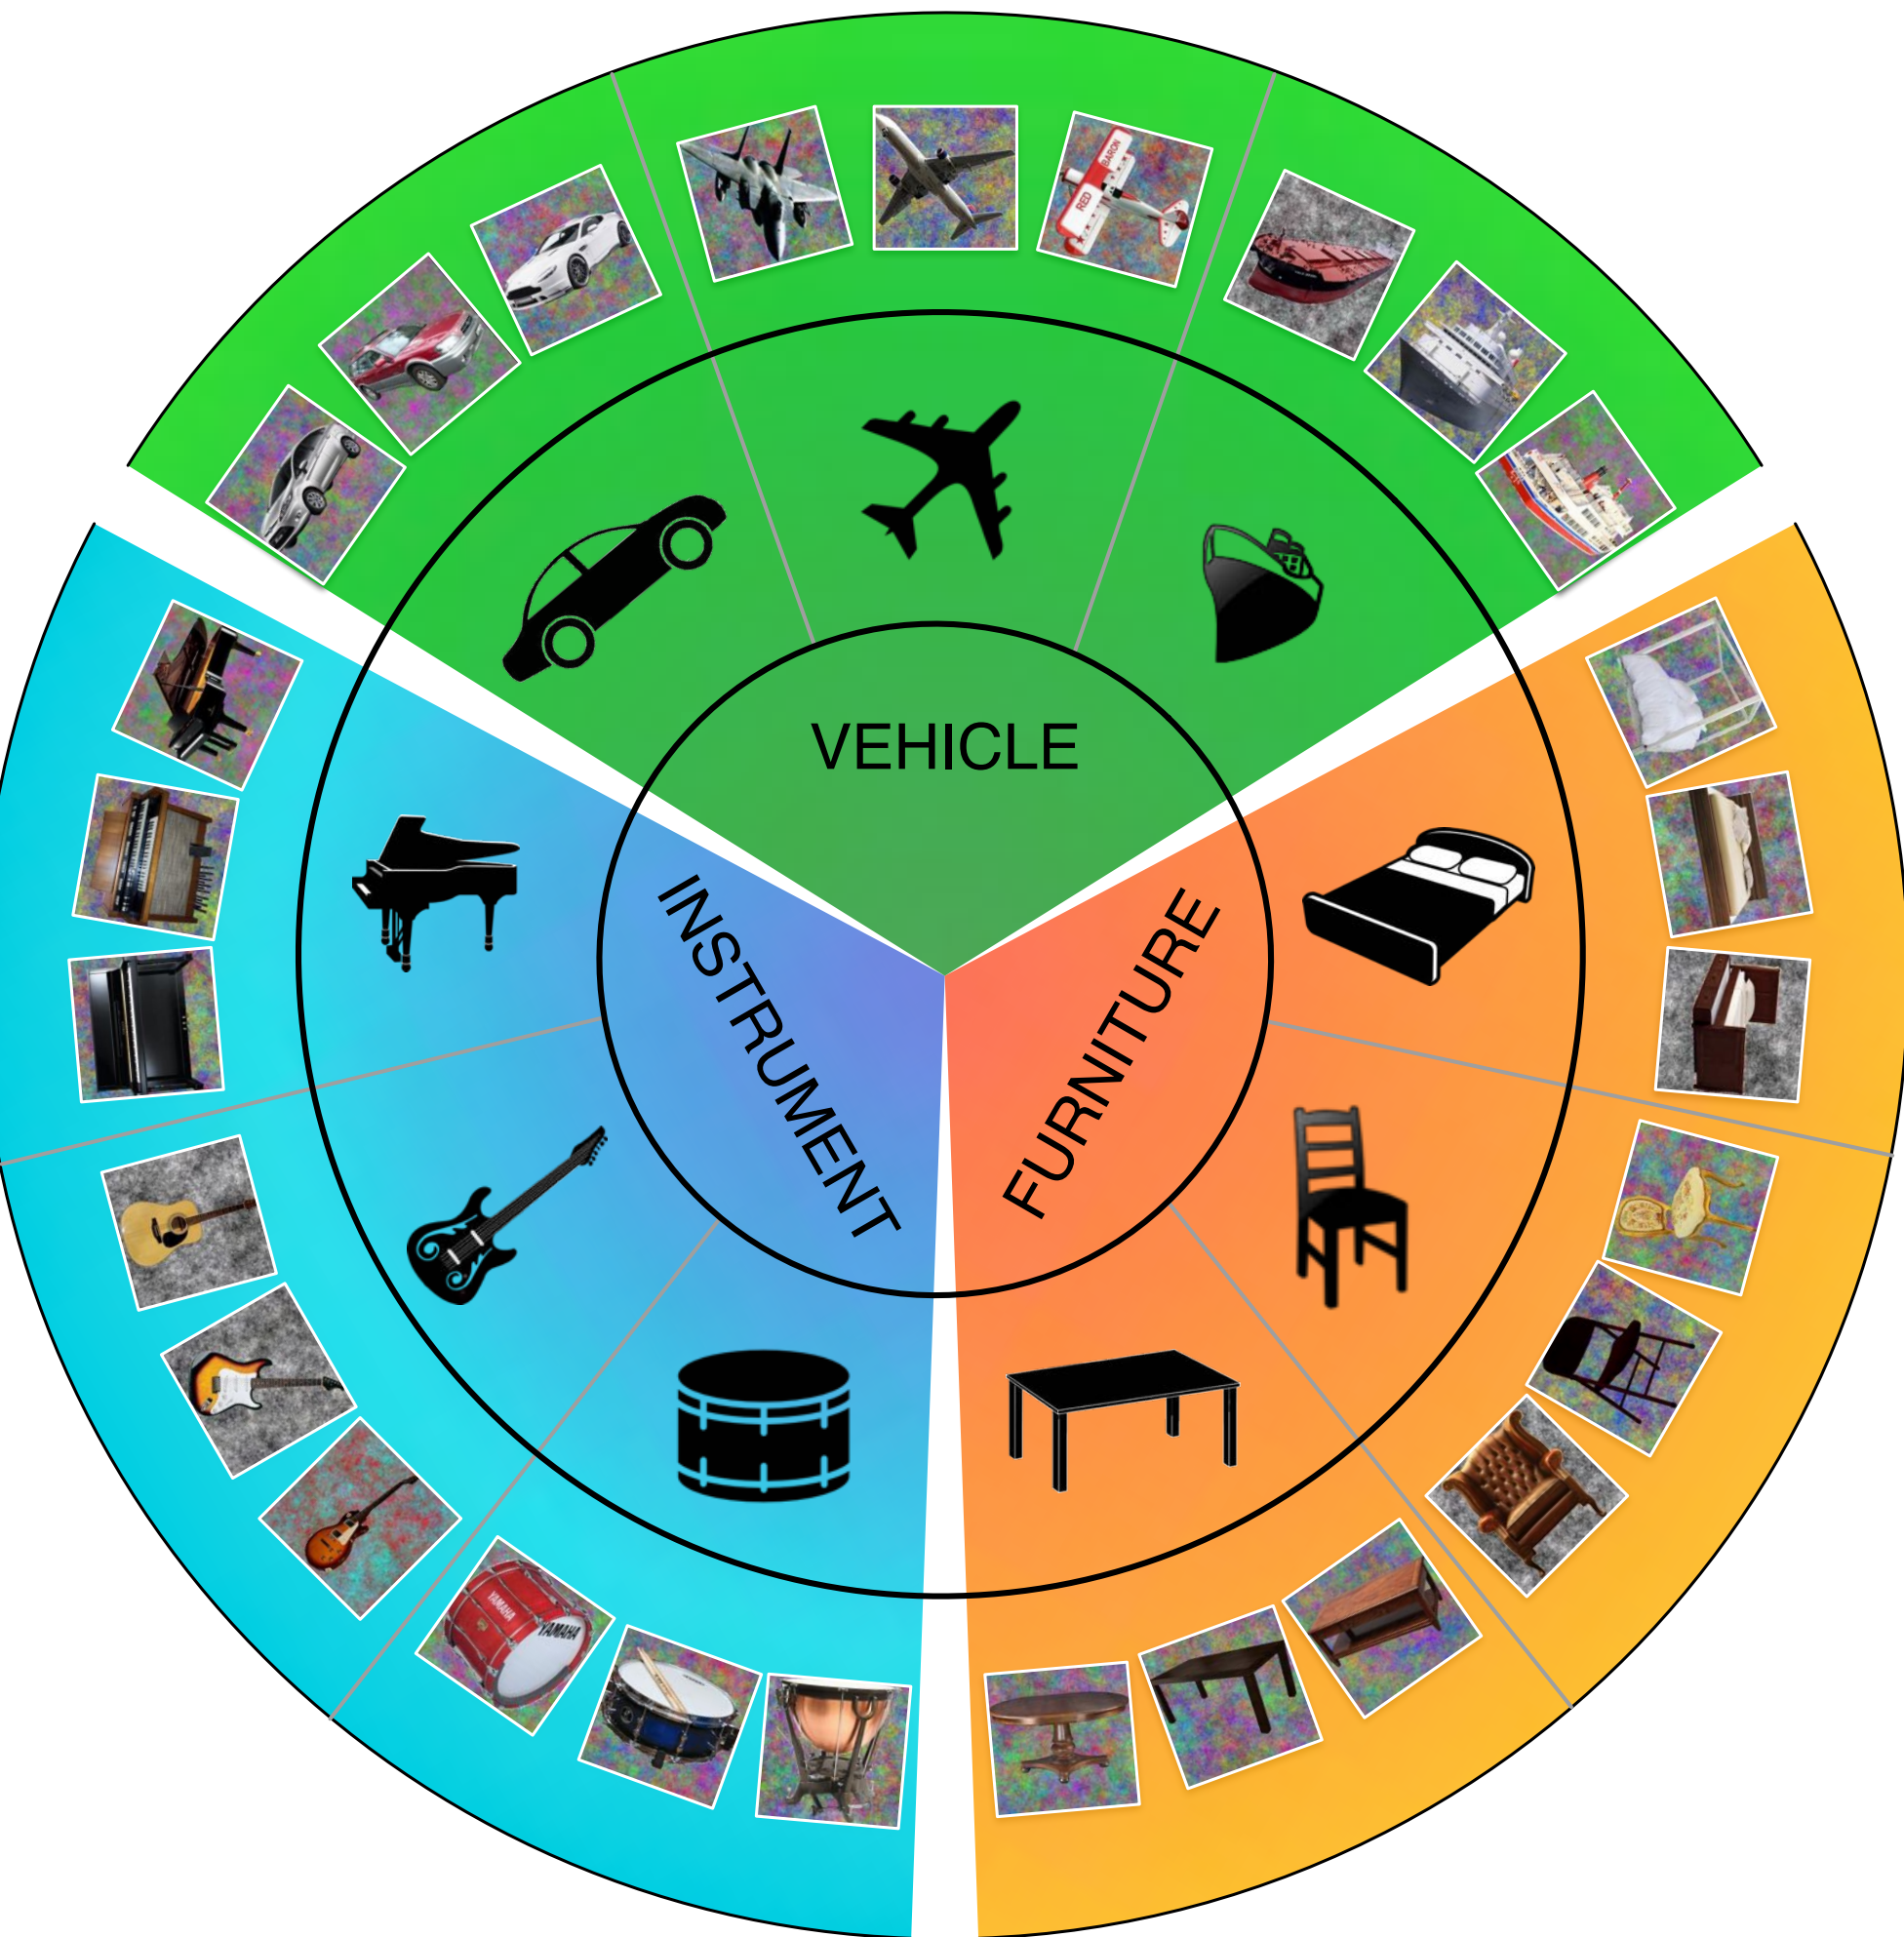 RED
BARON
VEHICLE
INSTRUMENT
FURNITURE
YAMAHA
YAMAHA